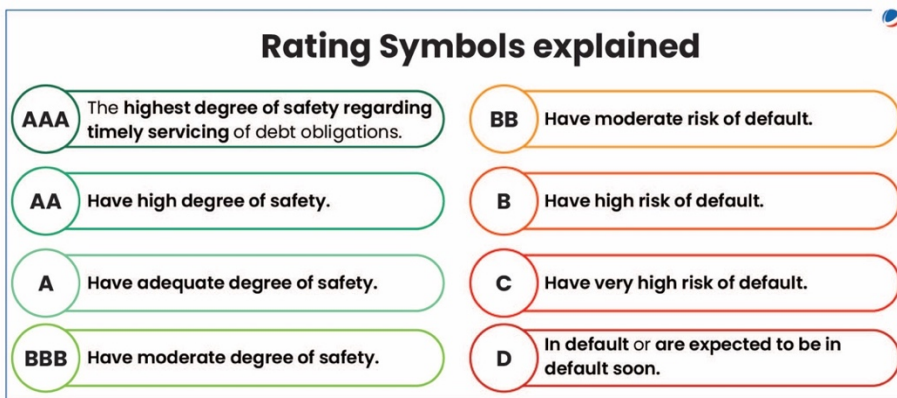 Rating Symbols explained
AAA
The highest degree of safety regarding
timely servicing of debt obligations.
AA
Have high degree of safety.
A
Have adequate degree of safety.
BBB
Have moderate degree of safety.
BB
Have moderate risk of default.
B
Have high risk of default.
C
Have very high risk of default.
D
In default or are expected to be in
default soon.